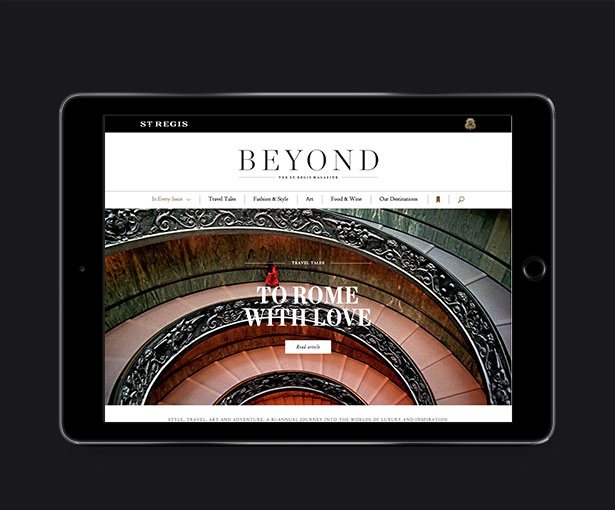 ST REGIS
BEYOND
THE ST REGIS MAGAZINE
In Every Issue
Travel Tales
Fashion & Style
Art
Food & Wine
Our Destinations
TRAVEL TALES
TO ROME
WITH LOVE
Read article
STYLE, TRAVEL, ART AND ADVENTURE: A BI-ANNUAL JOURNEY INTO THE WORLDS OF LUXURY AND INSPIRATION